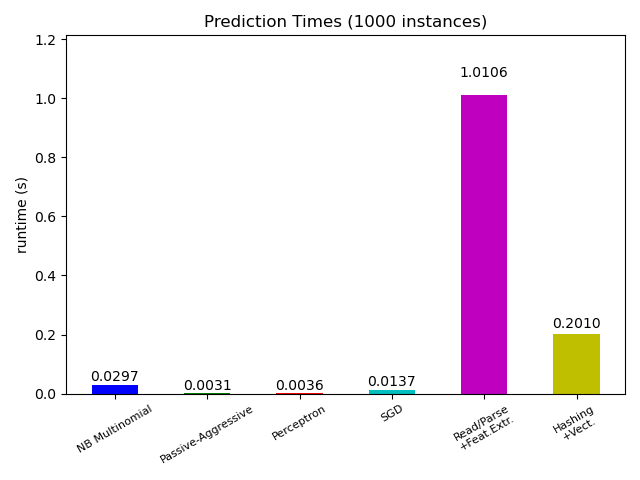 Prediction Times (1000 instances)
1.2
1.0
0.8
0.6
0.4
0.2
0.0
runtime (s)
0.0297
0.0031
0.0036
0.0137
1.0106
0.2010
NB Multinomial
Passive-Aggressive
Perceptron
SGD
Read/Parse
+Feat.Extr.
Hashing
+Vect.